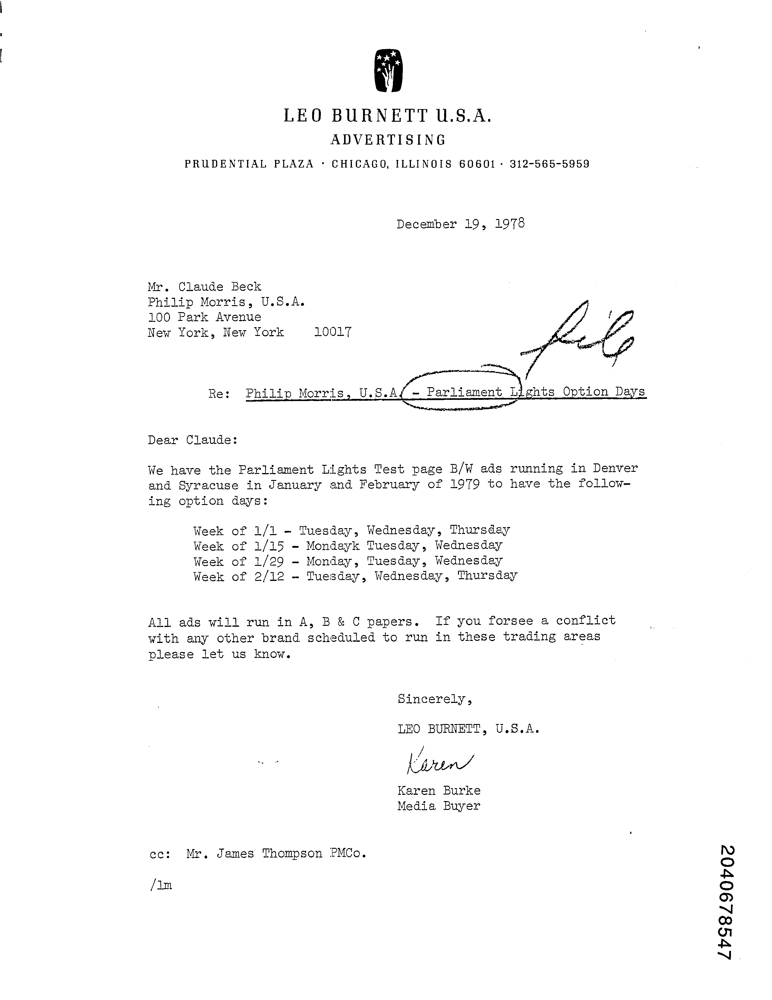 LEO BURNETT U.S.A.
ADVERTISING
PRUDENTIAL PLAZA · CHICAGO, ILLINOIS 60601 · 312-565-5959
December 19, 1978
Mr. Claude Beck
Philip Morris, U.S.A.
100 Park Avenue
New York, New York 10017
file
Re: Philip Morris, U.S.A. - Parliament Lights Option Days
Dear Claude:
We have the Parliament Lights Test page B/W ads running in Denver
and Syracuse in January and February of 1979 to have the follow-
ing option days:
Week of 1/1 - Tuesday, Wednesday, Thursday
Week of 1/15 - Mondayk Tuesday, Wednesday
Week of 1/29 - Monday, Tuesday, Wednesday
Week of 2/12 - Tuesday, Wednesday, Thursday
All ads will run in A, B & C papers. If you forsee a conflict
with any other brand scheduled to run in these trading areas
please let us know.
Sincerely,
LEO BURNETT, U.S.A.
Karen
Karen Burke
Media Buyer
cc: Mr. James Thompson PMCo.
/lm
2040678547